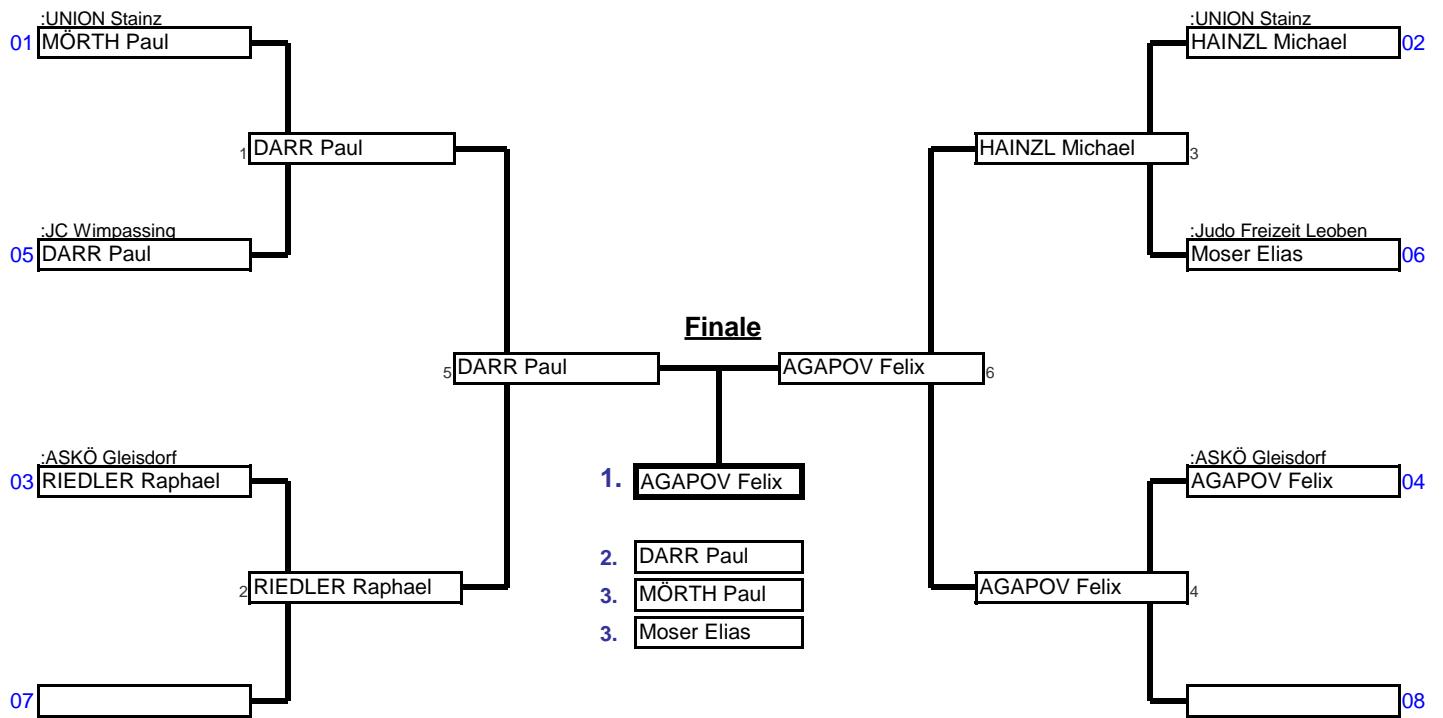 :UNION Stainz
01 MÖRTH Paul
:UNION Stainz
HAINZL Michael 02
1 DARR Paul
HAINZL Michael 3
:JC Wimpassing
05 DARR Paul
:Judo Freizeit Leoben
Moser Elias 06
Finale
5 DARR Paul
AGAPOV Felix 6
:ASKÖ Gleisdorf
03 RIEDLER Raphael
1. AGAPOV Felix
:ASKÖ Gleisdorf
AGAPOV Felix 04
2. DARR Paul
2 RIEDLER Raphael
3. MÖRTH Paul
AGAPOV Felix 4
3. Moser Elias
07
08